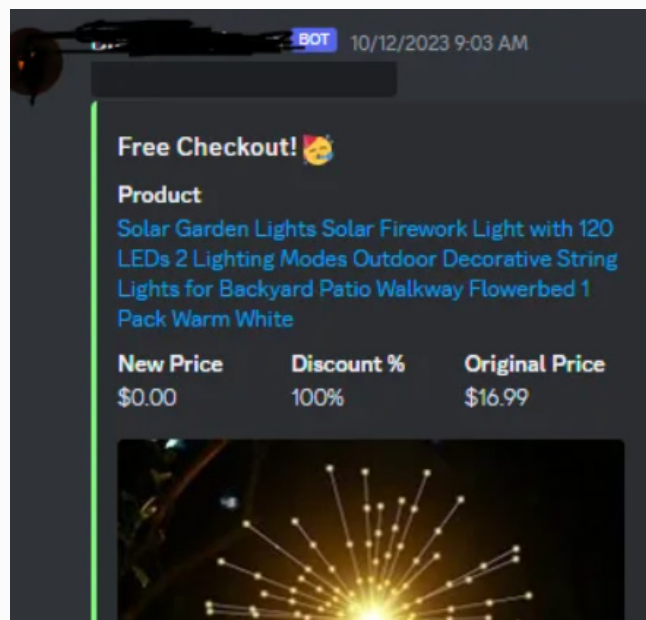 BOT 10/12/2023 9:03 AM
Free Checkout! 🥳
Product
Solar Garden Lights Solar Firework Light with 120
LEDs 2 Lighting Modes Outdoor Decorative String
Lights for Backyard Patio Walkway Flowerbed 1
Pack Warm White
New Price Discount % Original Price
$0.00 100% $16.99